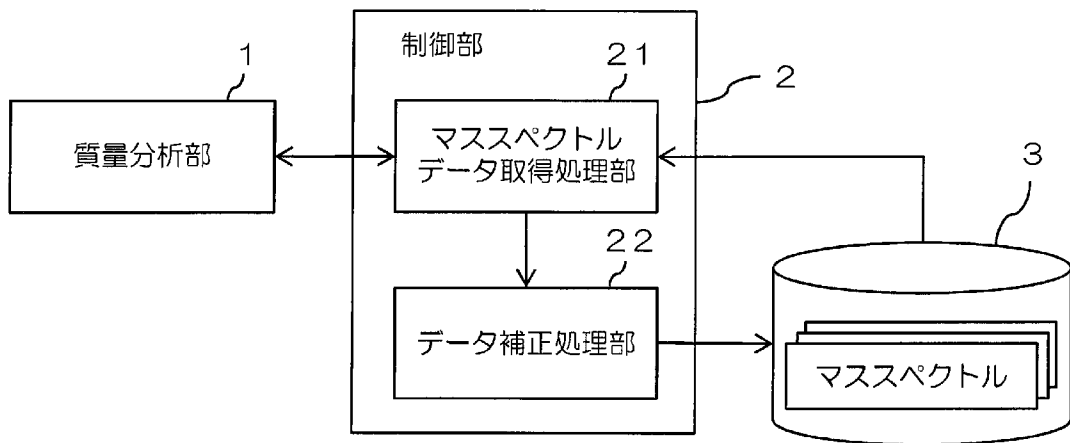 制御部
1
21
2
質量分析部
マススペクトル
データ取得処理部
22
3
データ補正処理部
マススペクトル